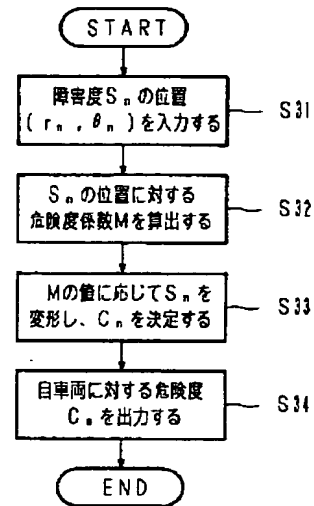 START
障害度Snの位置
(rn,θn)を入力する
S31
Snの位置に対する
危険度係数Mを算出する
S32
Mの値に応じてSnを
変形し、Cnを決定する
S33
自車両に対する危険度
Cnを出力する
S34
END